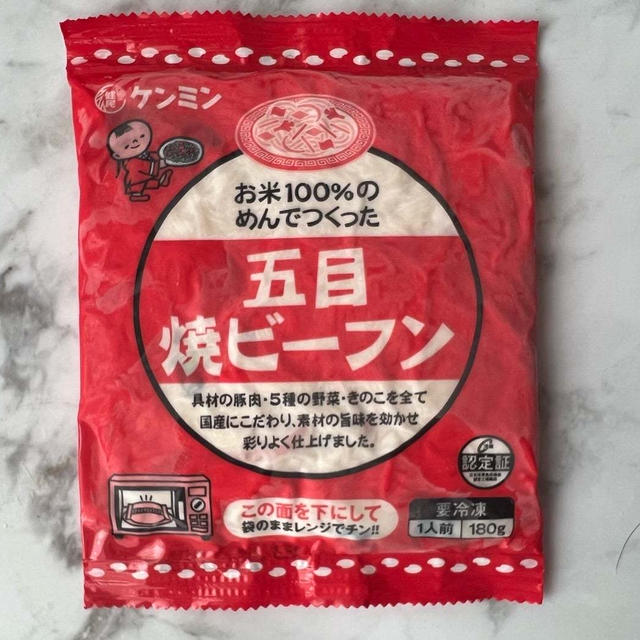 健民 ケンミン
お米100%の
めんでつくった
五目
焼ビーフン
具材の豚肉・5種の野菜・きのこを全て
国産にこだわり、素材の旨味を効かせ
彩りよく仕上げました。
認定証
この面を下にして
袋のままレンジでチン!!
要冷凍
1人前 180g